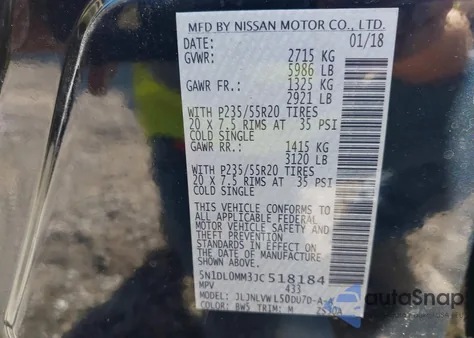 MFD BY NISSAN MOTOR CO., LTD.
DATE: 01/18
GVWR: 2715 KG
5986 LB
GAWR FR.: 1325 KG
2921 LB
WITH P235/55R20 TIRES
20 X 7.5 RIMS AT 35 PSI
COLD SINGLE
GAWR RR.: 1415 KG
3120 LB
WITH P235/55R20 TIRES
20 X 7.5 RIMS AT 35 PSI
COLD SINGLE
THIS VEHICLE CONFORMS TO
ALL APPLICABLE FEDERAL
MOTOR VEHICLE SAFETY
STANDARDS IN EFFECT ON
THE DATE OF MANUFACTURE
SHOWN ABOVE.
5N1DL0MM3JC518184
MPV 433
MODEL:
COLOR: BW5 TRIM: M
autoSnap